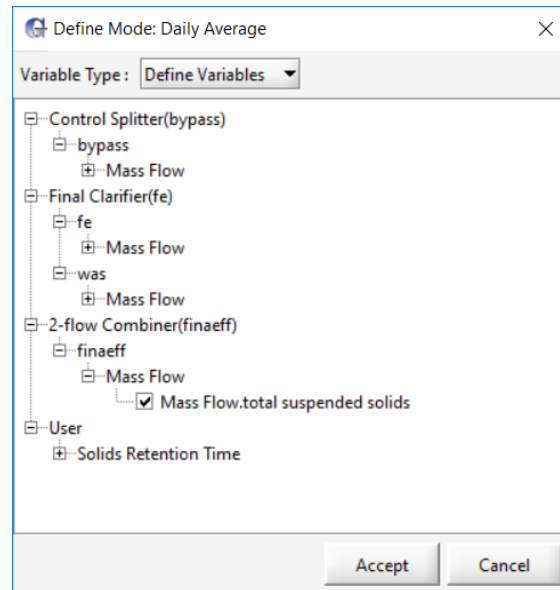 Define Mode: Daily Average
Variable Type : Define Variables
Control Splitter(bypass)
bypass
Mass Flow
Final Clarifier(fe)
fe
Mass Flow
was
Mass Flow
2-flow Combiner(finaeff)
finaeff
Mass Flow
Mass Flow.total suspended solids
User
Solids Retention Time
Accept Cancel